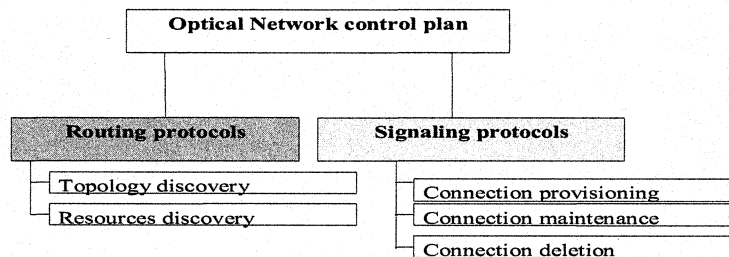 Optical Network control plan
Routing protocols
Signaling protocols
Topology discovery
Resources discovery
Connection provisioning
Connection maintenance
Connection deletion